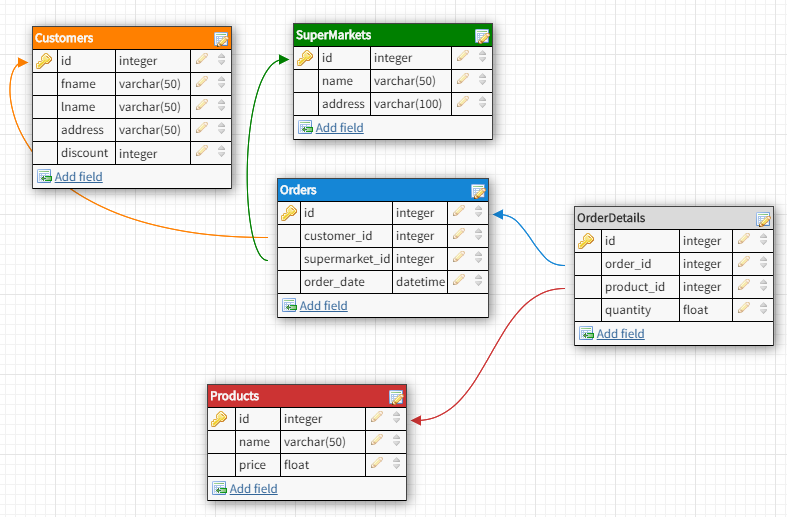 Customers
id integer
fname varchar(50)
lname varchar(50)
address varchar(50)
discount integer
Add field
SuperMarkets
id integer
name varchar(50)
address varchar(100)
Add field
Orders
id integer
customer_id integer
supermarket_id integer
order_date datetime
Add field
OrderDetails
id integer
order_id integer
product_id integer
quantity float
Add field
Products
id integer
name varchar(50)
price float
Add field